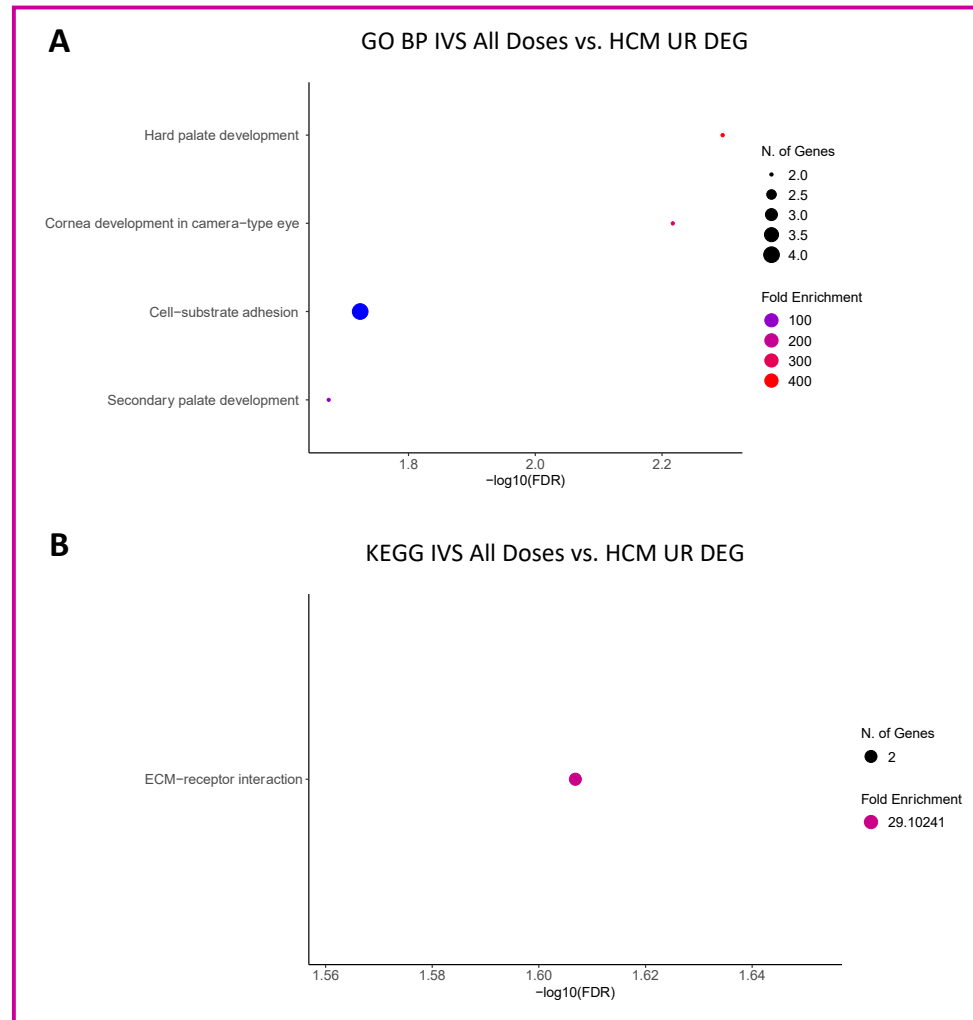 A
GO BP IVS All Doses vs. HCM UR DEG
Hard palate development
Cornea development in camera−type eye
Cell−substrate adhesion
Secondary palate development
1.8
2.0
2.2
−log10(FDR)
N. of Genes
2.0
2.5
3.0
3.5
4.0
Fold Enrichment
100
200
300
400
B
KEGG IVS All Doses vs. HCM UR DEG
ECM−receptor interaction
1.56
1.58
1.60
1.62
1.64
−log10(FDR)
N. of Genes
2
Fold Enrichment
29.10241